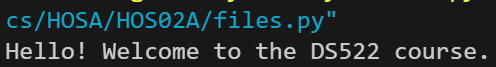 cs/HOSA/HOS02A/files.py"
Hello! Welcome to the DS522 course.